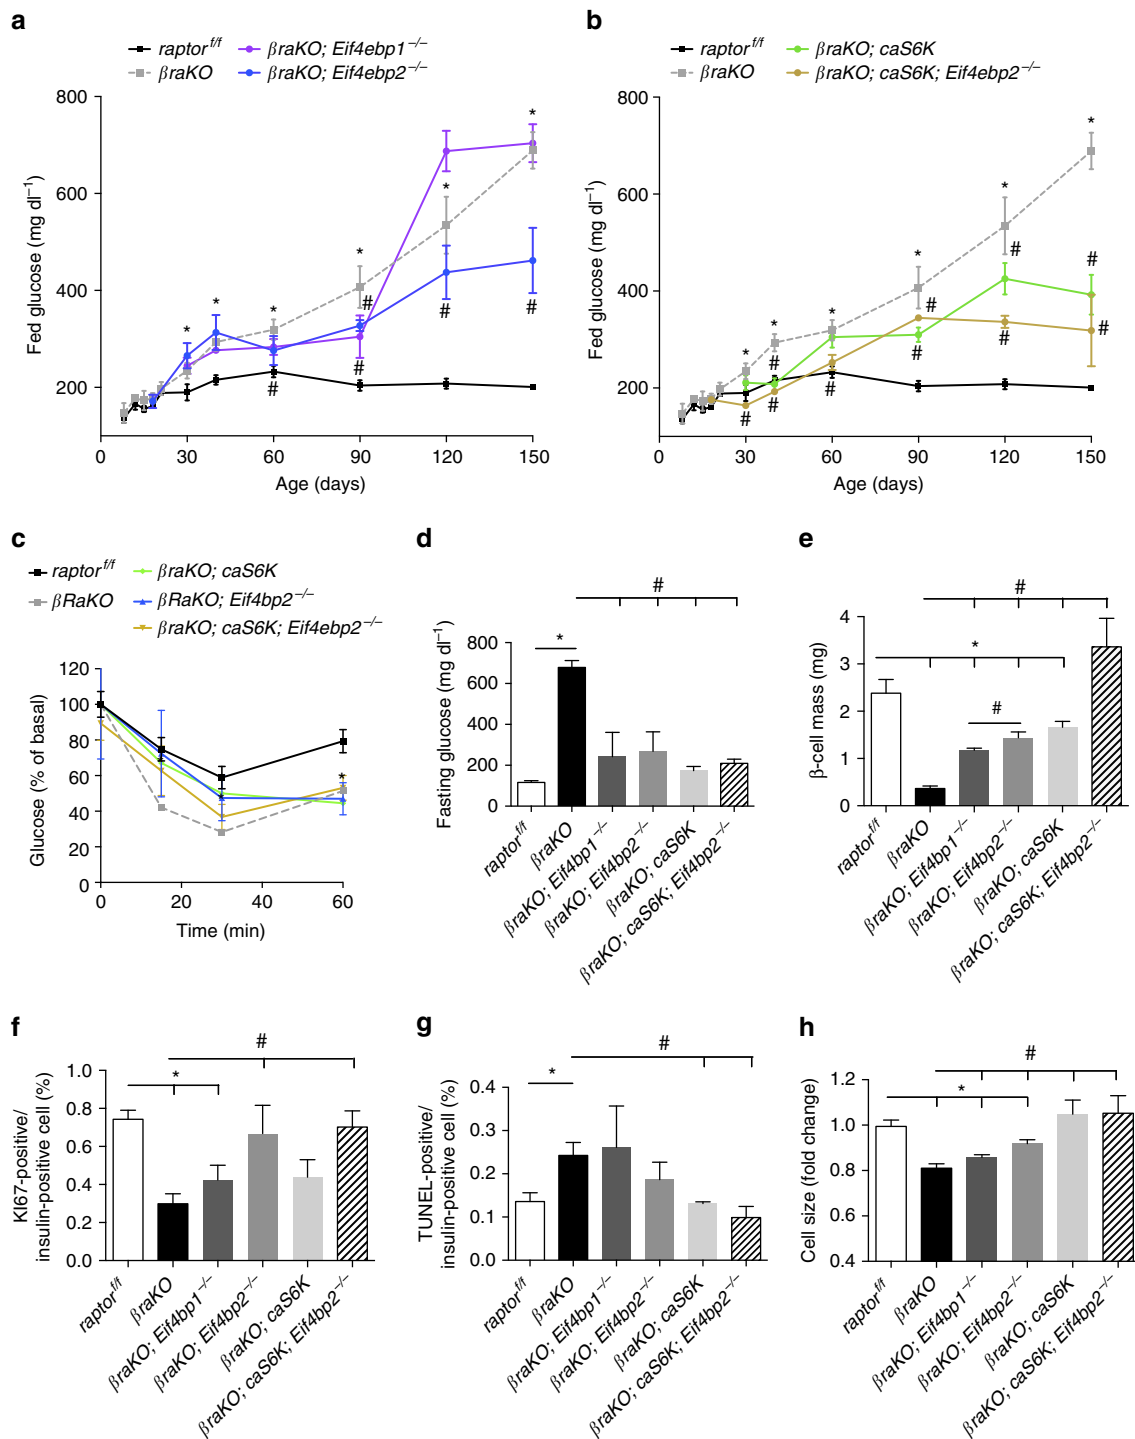 a
raptor f/f
βraKO; Eif4ebp1 −/−
βraKO
βraKO; Eif4ebp2 −/−
Fed glucose (mg dl−1)
800
600
400
200
0 30 60 90 120 150
Age (days)
* * * * * *
# # # # #
b
raptor f/f
βraKO; caS6K
βraKO
βraKO; caS6K; Eif4ebp2 −/−
Fed glucose (mg dl−1)
800
600
400
200
0 30 60 90 120 150
Age (days)
* * * * * *
# # # # # # # # # #
c
raptor f/f
βraKO; caS6K
βRaKO
βRaKO; Eif4bp2 −/−
βraKO; caS6K; Eif4ebp2 −/−
Glucose (% of basal)
120
100
80
60
40
20
0
0 20 40 60
Time (min)
* *
d
Fasting glucose (mg dl−1)
800
600
400
200
0
*
#
raptor f/f
βraKO
βraKO; Eif4bp1 −/−
βraKO; Eif4bp2 −/−
βraKO; caS6K
βraKO; caS6K; Eif4ebp2 −/−
e
β-cell mass (mg)
4
3
2
1
0
#
*
#
raptor f/f
βraKO
βraKO; Eif4bp1 −/−
βraKO; Eif4bp2 −/−
βraKO; caS6K
βraKO; caS6K; Eif4ebp2 −/−
f
KI67-positive/
insulin-positive cell (%)
1.0
0.8
0.6
0.4
0.2
0.0
#
*
raptor f/f
βraKO
βraKO; Eif4bp1 −/−
βraKO; Eif4bp2 −/−
βraKO; caS6K
βraKO; caS6K; Eif4bp2 −/−
g
TUNEL-positive/
insulin-positive cell (%)
0.4
0.3
0.2
0.1
0.0
#
*
raptor f/f
βraKO
βraKO; Eif4bp1 −/−
βraKO; Eif4bp2 −/−
βraKO; caS6K
βraKO; caS6K; Eif4bp2 −/−
h
Cell size (fold change)
1.2
1.0
0.8
0.6
0.4
#
*
raptor f/f
βraKO
βraKO; Eif4bp1 −/−
βraKO; Eif4bp2 −/−
βraKO; caS6K
βraKO; caS6K; Eif4bp2 −/−